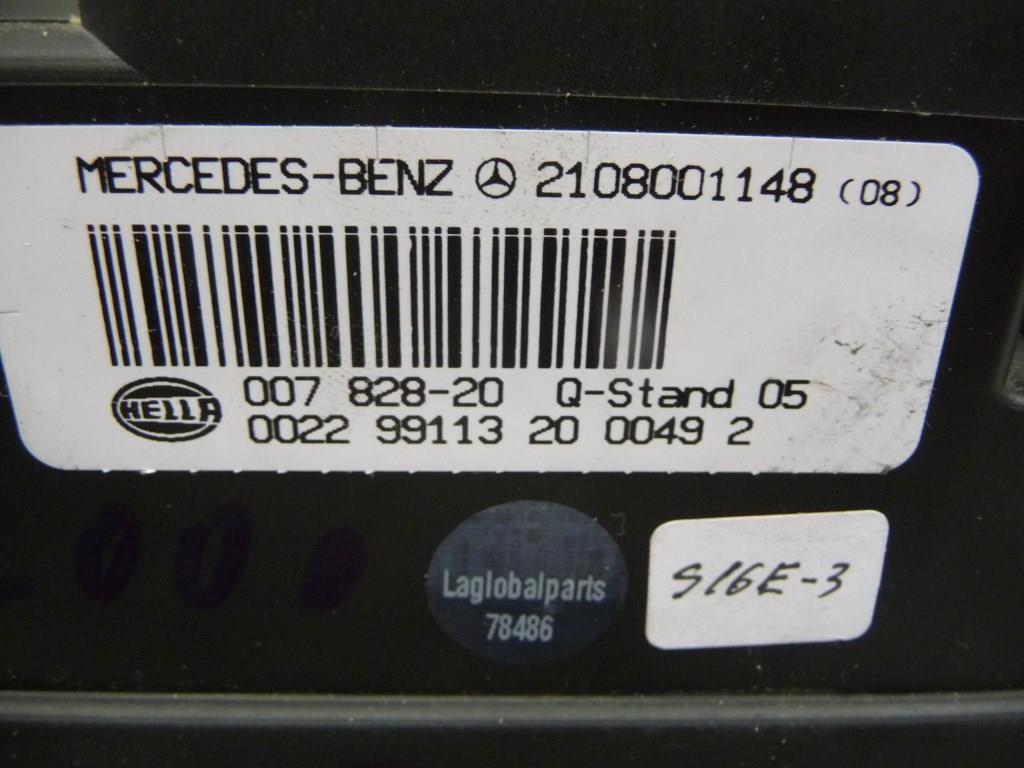 MERCEDES-BENZ 2108001148 (08)
HELLA 007 828-20 Q-Stand 05
0022 99113 20 0049 2
Laglobalparts
78486
S16E-3